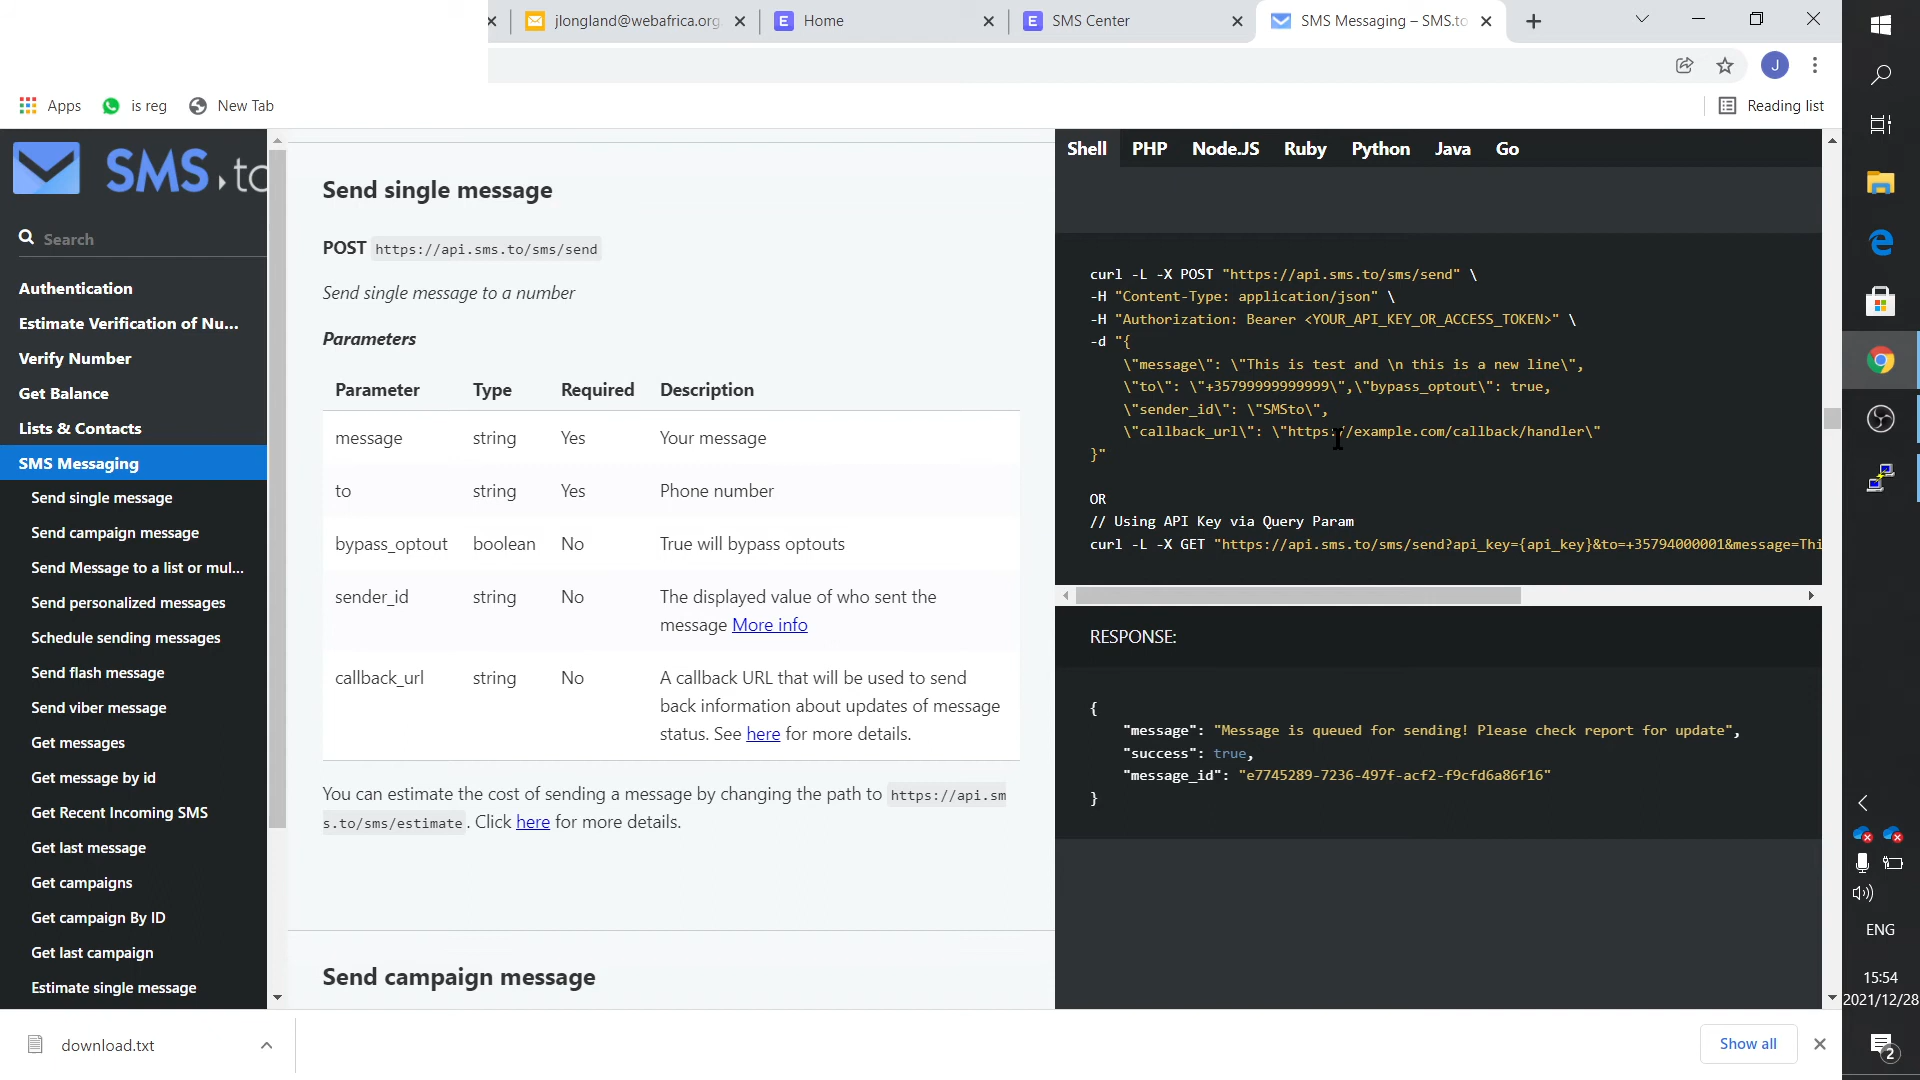 jlongland@webafrica.org
Home
SMS Center
SMS Messaging – SMS.to
J
Apps
is reg
New Tab
Reading list
SMS.to
Search
Authentication
Estimate Verification of Nu...
Verify Number
Get Balance
Lists & Contacts
SMS Messaging
Send single message
Send campaign message
Send Message to a list or mul...
Send personalized messages
Schedule sending messages
Send flash message
Send viber message
Get messages
Get message by id
Get Recent Incoming SMS
Get last message
Get campaigns
Get campaign By ID
Get last campaign
Estimate single message
Send single message
POST https://api.sms.to/sms/send
Send single message to a number
Parameters
Parameter Type Required Description
message string Yes Your message
to string Yes Phone number
bypass_optout boolean No True will bypass optouts
sender_id string No The displayed value of who sent the
message More info
callback_url string No A callback URL that will be used to send
back information about updates of message
status. See here for more details.
You can estimate the cost of sending a message by changing the path to https://api.sm
s.to/sms/estimate. Click here for more details.
Send campaign message
Shell PHP Node.JS Ruby Python Java Go
curl -L -X POST "https://api.sms.to/sms/send" \
-H "Content-Type: application/json" \
-H "Authorization: Bearer <YOUR_API_KEY_OR_ACCESS_TOKEN>" \
-d "{
\"message\": \"This is test and \n this is a new line\",
\"to\": \"+35799999999999\",\"bypass_optout\": true,
\"sender_id\": \"SMSto\",
\"callback_url\": \"https://example.com/callback/handler\"
}"
OR
// Using API Key via Query Param
curl -L -X GET "https://api.sms.to/sms/send?api_key={api_key}&to=+35794000001&message=Thi
RESPONSE:
{
"message": "Message is queued for sending! Please check report for update",
"success": true,
"message_id": "e7745289-7236-497f-acf2-f9cfd6a86f16"
}
ENG
15:54
2021/12/28
2
download.txt
Show all